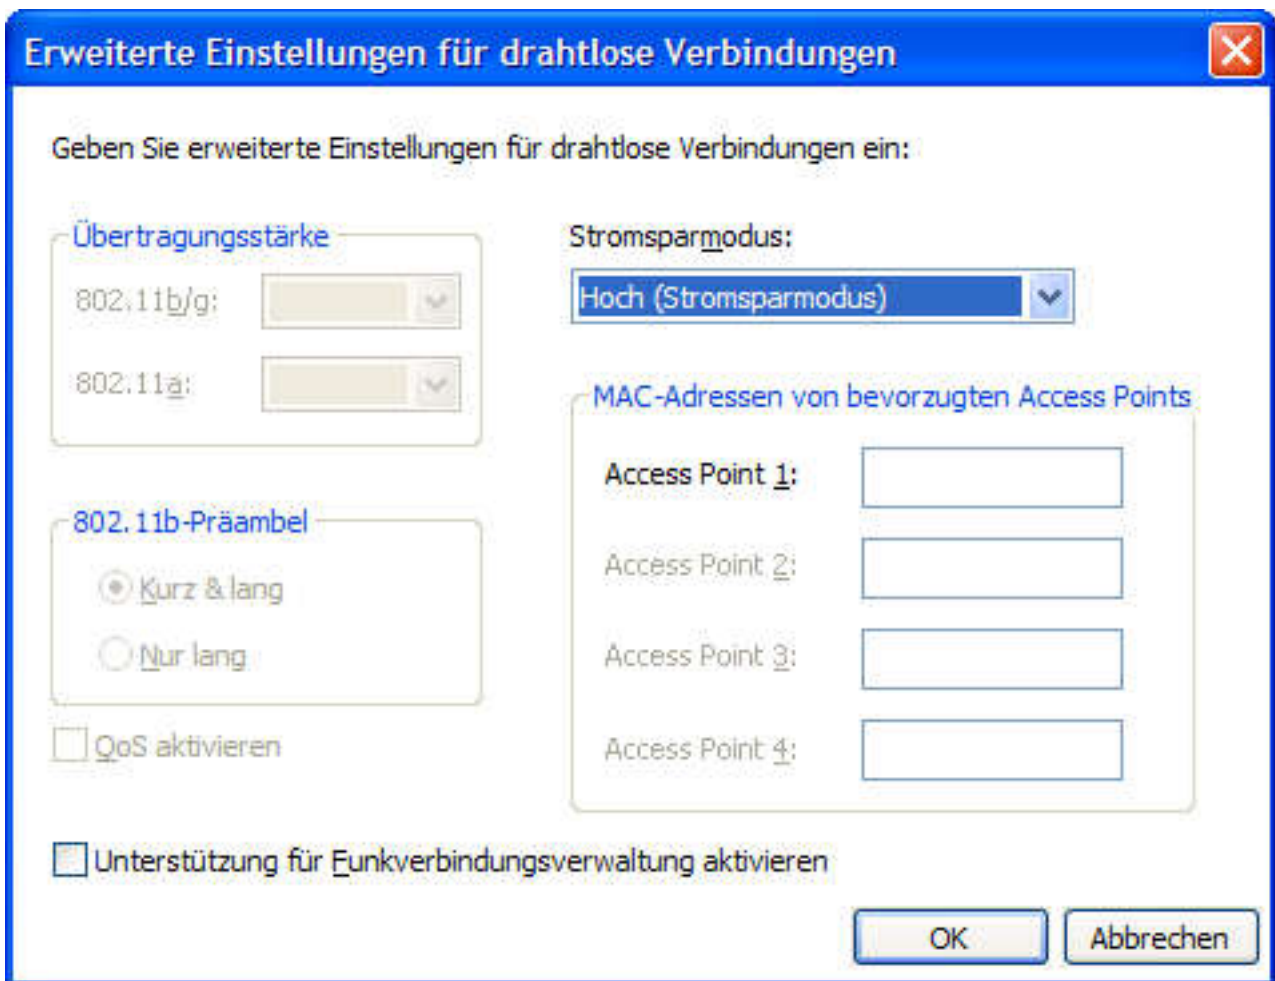 Erweiterte Einstellungen für drahtlose Verbindungen
Geben Sie erweiterte Einstellungen für drahtlose Verbindungen ein:
Übertragungsstärke
802.11b/g:
802.11a:
802.11b-Präambel
Kurz & lang
Nur lang
QoS aktivieren
Stromsparmodus:
Hoch (Stromsparmodus)
MAC-Adressen von bevorzugten Access Points
Access Point 1:
Access Point 2:
Access Point 3:
Access Point 4:
Unterstützung für Funkverbindungsverwaltung aktivieren
OK
Abbrechen